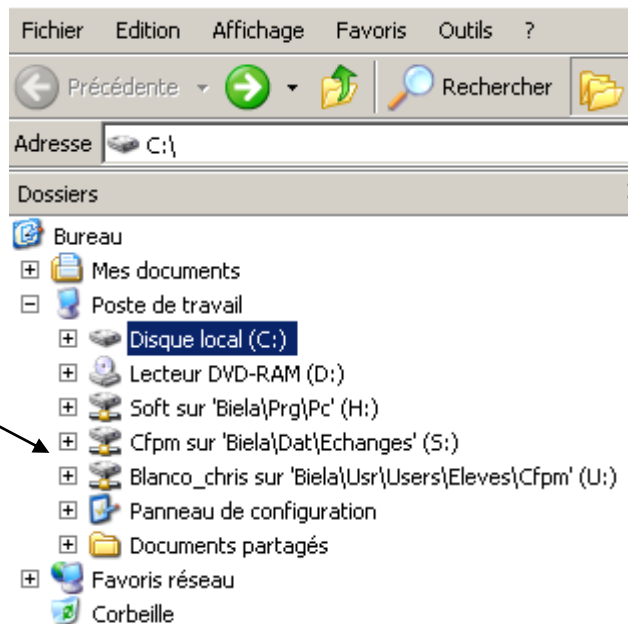 Fichier Edition Affichage Favoris Outils ?
Précédente Rechercher
Adresse C:\
Dossiers
Bureau
Mes documents
Poste de travail
Disque local (C:)
Lecteur DVD-RAM (D:)
Soft sur 'Biela\Prg\Pc' (H:)
Cfpm sur 'Biela\Dat\Echanges' (S:)
Blanco_chris sur 'Biela\Usr\Users\Eleves\Cfpm' (U:)
Panneau de configuration
Documents partagés
Favoris réseau
Corbeille